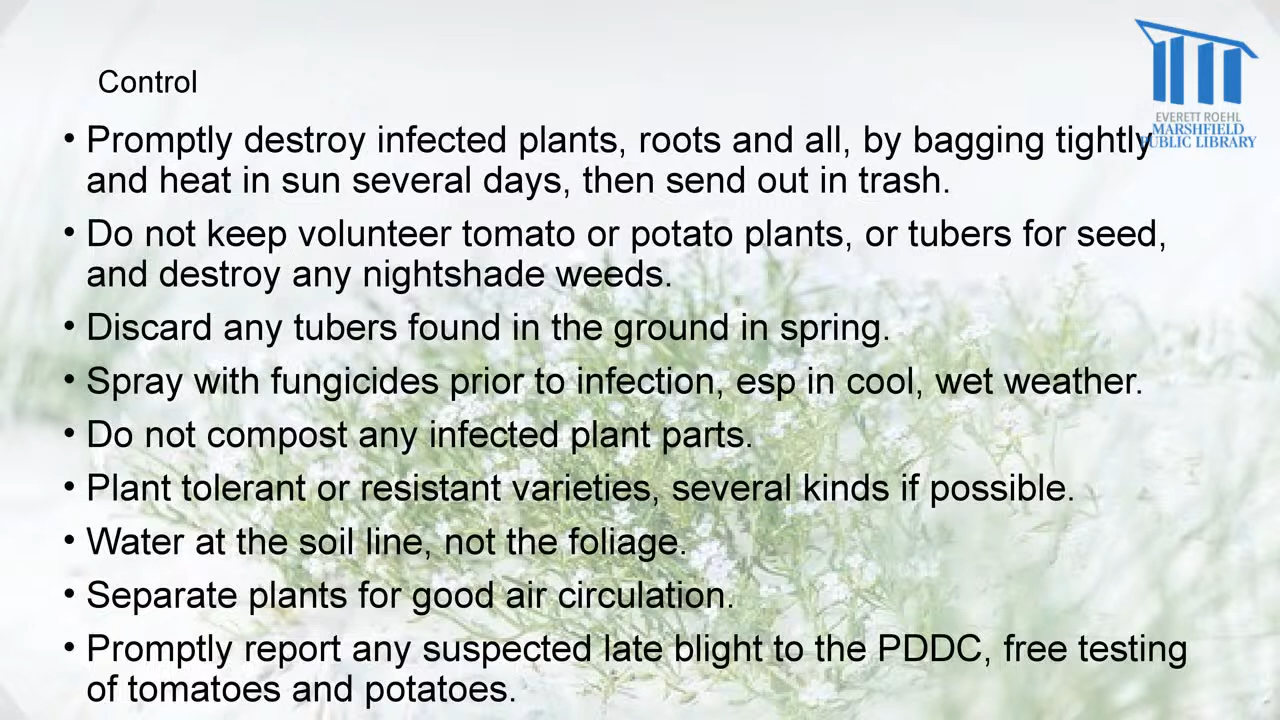 EVERETT ROEHL
MARSHFIELD
PUBLIC LIBRARY
Control
• Promptly destroy infected plants, roots and all, by bagging tightly
and heat in sun several days, then send out in trash.
• Do not keep volunteer tomato or potato plants, or tubers for seed,
and destroy any nightshade weeds.
• Discard any tubers found in the ground in spring.
• Spray with fungicides prior to infection, esp in cool, wet weather.
• Do not compost any infected plant parts.
• Plant tolerant or resistant varieties, several kinds if possible.
• Water at the soil line, not the foliage.
• Separate plants for good air circulation.
• Promptly report any suspected late blight to the PDDC, free testing
of tomatoes and potatoes.